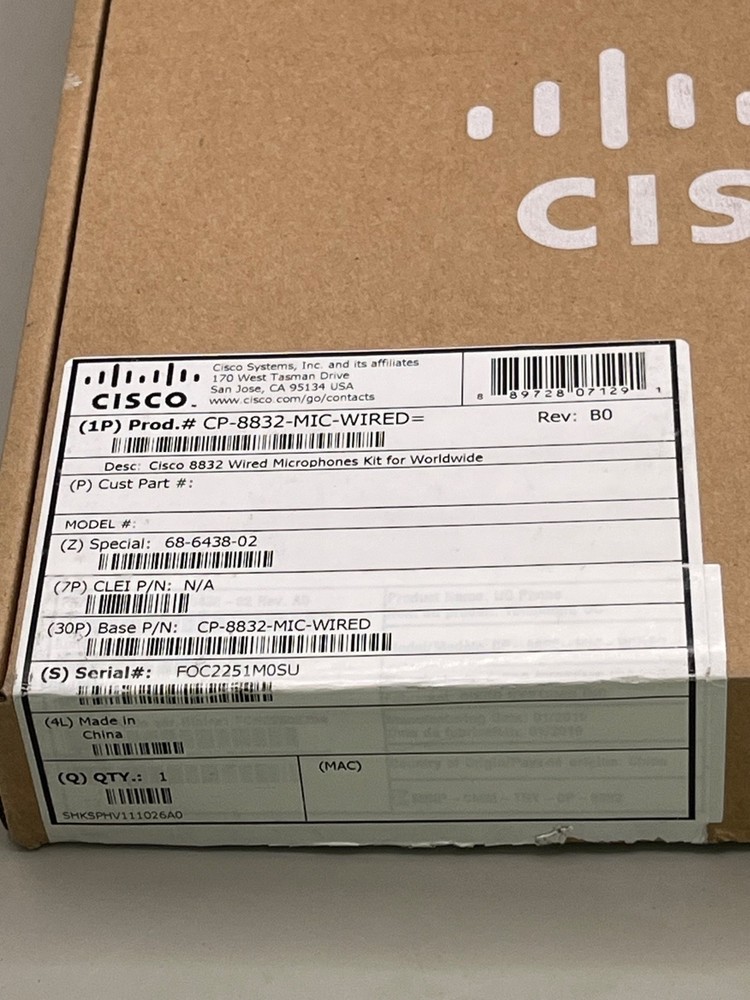 CIS
CISCO
Cisco Systems, Inc. and its affiliates
170 West Tasman Drive
San Jose, CA 95134 USA
www.cisco.com/go/contacts
8 89728 07129 1
(1P) Prod.# CP-8832-MIC-WIRED=
Rev: B0
Desc: Cisco 8832 Wired Microphones Kit for Worldwide
(P) Cust Part #:
MODEL #:
(Z) Special: 68-6438-02
(7P) CLEI P/N: N/A
(30P) Base P/N: CP-8832-MIC-WIRED
(S) Serial#: FOC2251M0SU
(4L) Made in
China
(Q) QTY.: 1
(MAC)
SHKSPHV111026A0